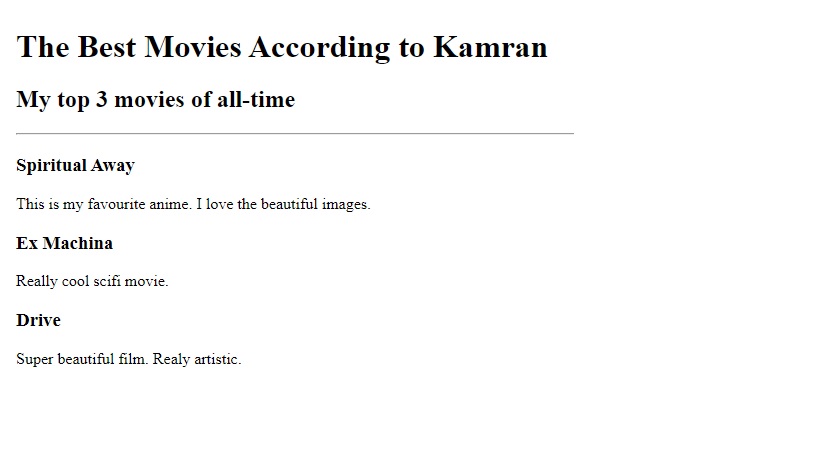 The Best Movies According to Kamran
My top 3 movies of all-time
Spiritual Away
This is my favourite anime. I love the beautiful images.
Ex Machina
Really cool scifi movie.
Drive
Super beautiful film. Realy artistic.